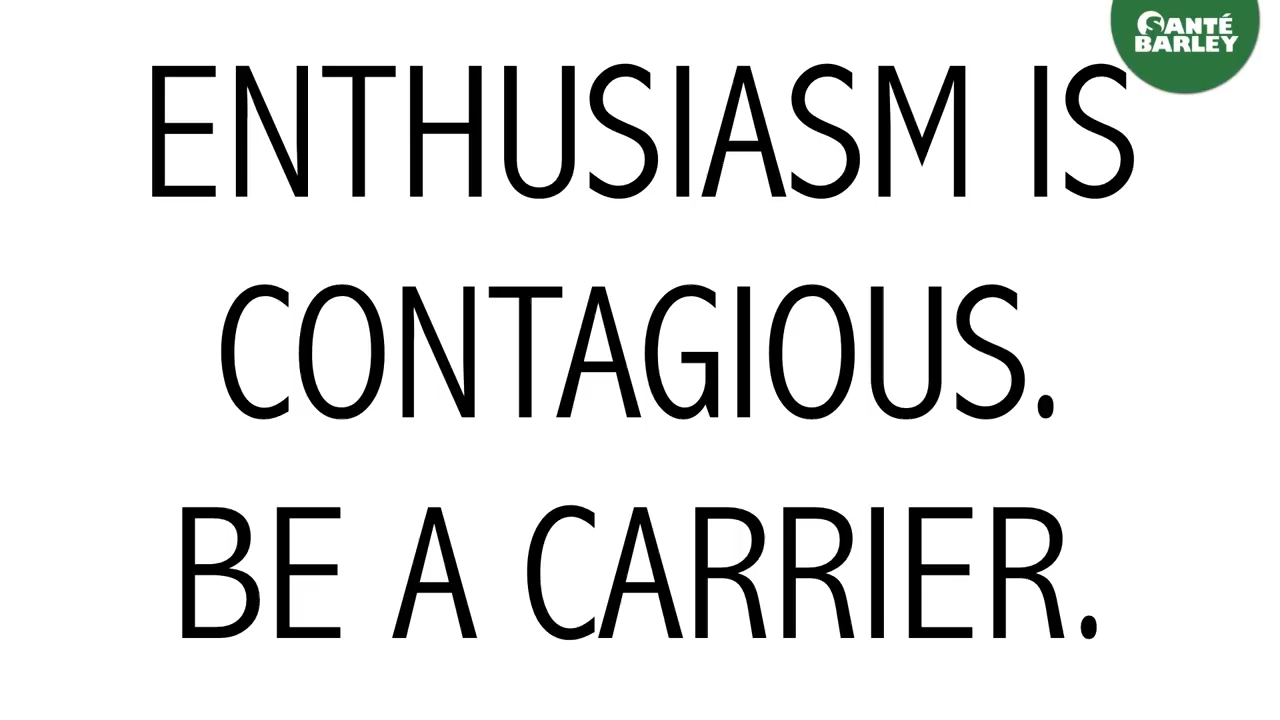 SANTÉ
BARLEY
ENTHUSIASM IS
CONTAGIOUS.
BE A CARRIER.